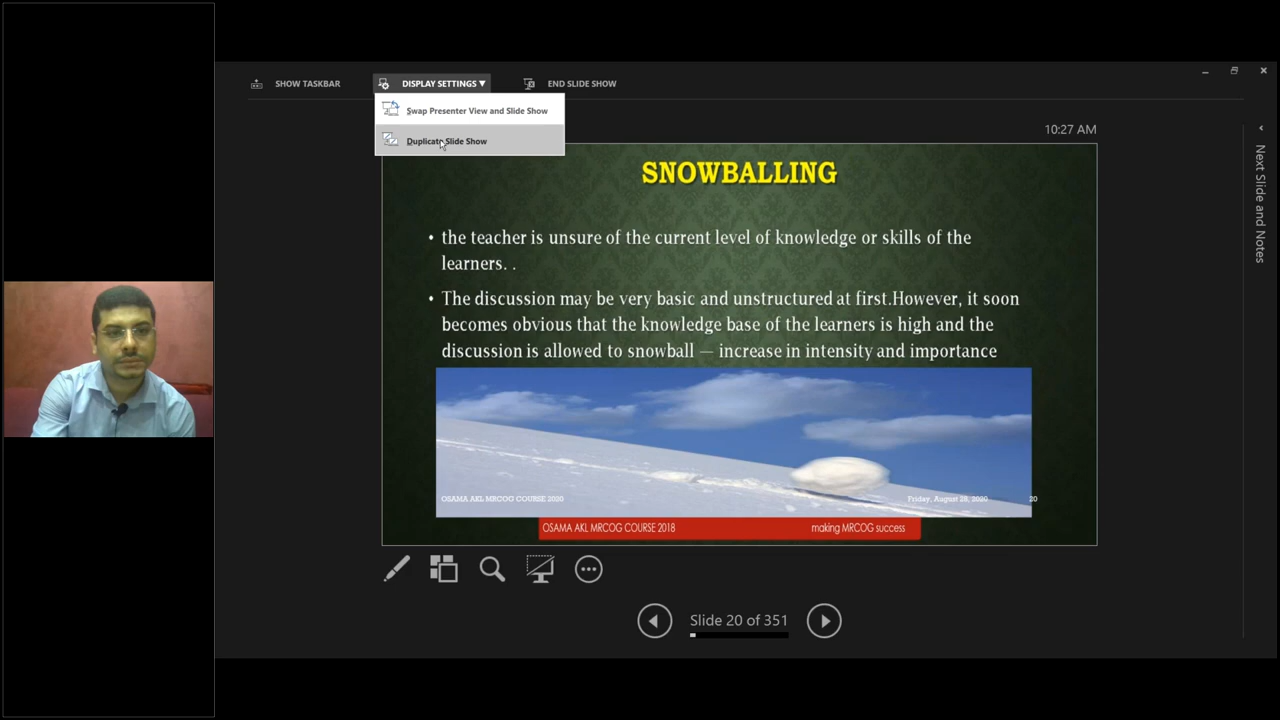 SHOW TASKBAR
DISPLAY SETTINGS ▼
END SLIDE SHOW
Swap Presenter View and Slide Show
Duplicate Slide Show
10:27 AM
Next Slide and Notes
SNOWBALLING
• the teacher is unsure of the current level of knowledge or skills of the
learners. .
• The discussion may be very basic and unstructured at first.However, it soon
becomes obvious that the knowledge base of the learners is high and the
discussion is allowed to snowball — increase in intensity and importance
OSAMA AKL MRCOG COURSE 2020
Friday, August 28, 2020
20
OSAMA AKL MRCOG COURSE 2018
making MRCOG success
Slide 20 of 351